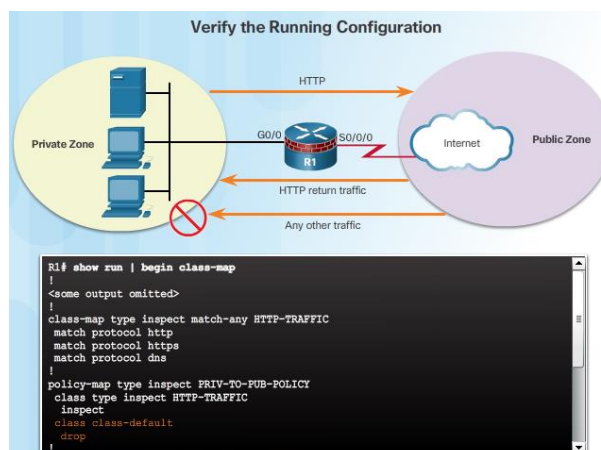 Verify the Running Configuration
HTTP
Private Zone
G0/0
S0/0/0
R1
Internet
Public Zone
HTTP return traffic
Any other traffic
R1# show run | begin class-map
!
<some output omitted>
!
class-map type inspect match-any HTTP-TRAFFIC
match protocol http
match protocol https
match protocol dns
!
policy-map type inspect PRIV-TO-PUB-POLICY
class type inspect HTTP-TRAFFIC
inspect
class class-default
drop
!